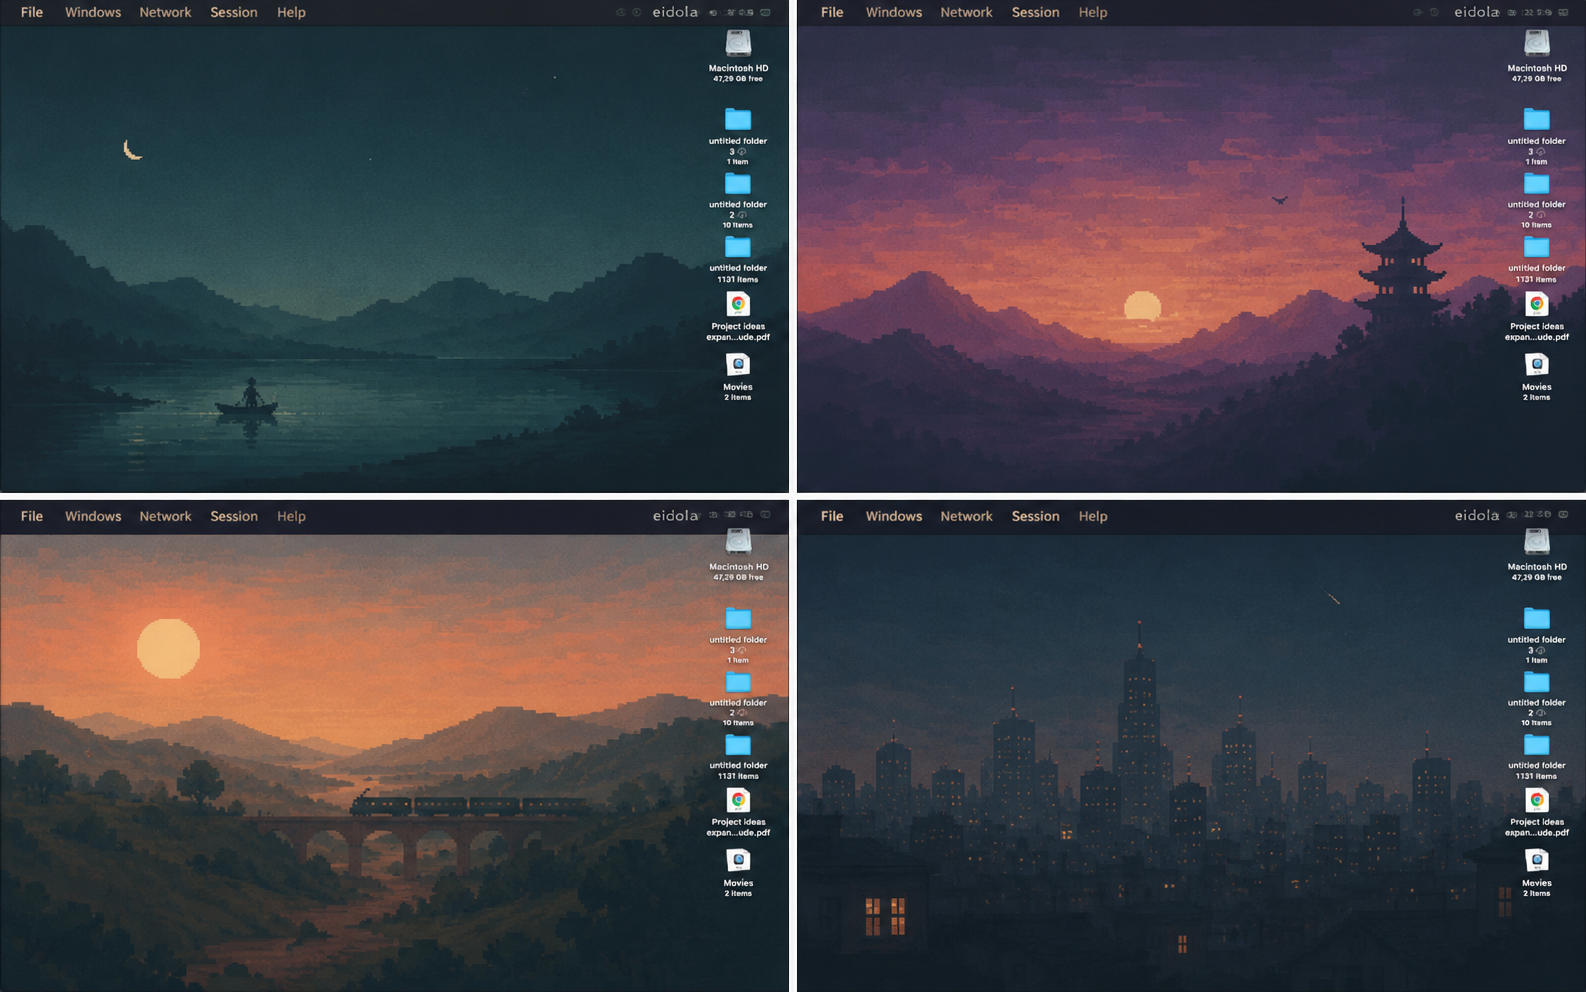 File Windows Network Session Help eidola
Macintosh HD
47,29 GB free
untitled folder
3
1 Item
untitled folder
2
10 Items
untitled folder
1131 Items
Project ideas
expan...ude.pdf
Movies
2 Items
File Windows Network Session Help eidola
Macintosh HD
47,29 GB free
untitled folder
3
1 Item
untitled folder
2
10 Items
untitled folder
1131 Items
Project ideas
expan...ude.pdf
Movies
2 Items
File Windows Network Session Help eidola
Macintosh HD
47,29 GB free
untitled folder
3
1 Item
untitled folder
2
10 Items
untitled folder
1131 Items
Project ideas
expan...ude.pdf
Movies
2 Items
File Windows Network Session Help eidola
Macintosh HD
47,29 GB free
untitled folder
3
1 Item
untitled folder
2
10 Items
untitled folder
1131 Items
Project ideas
expan...ude.pdf
Movies
2 Items